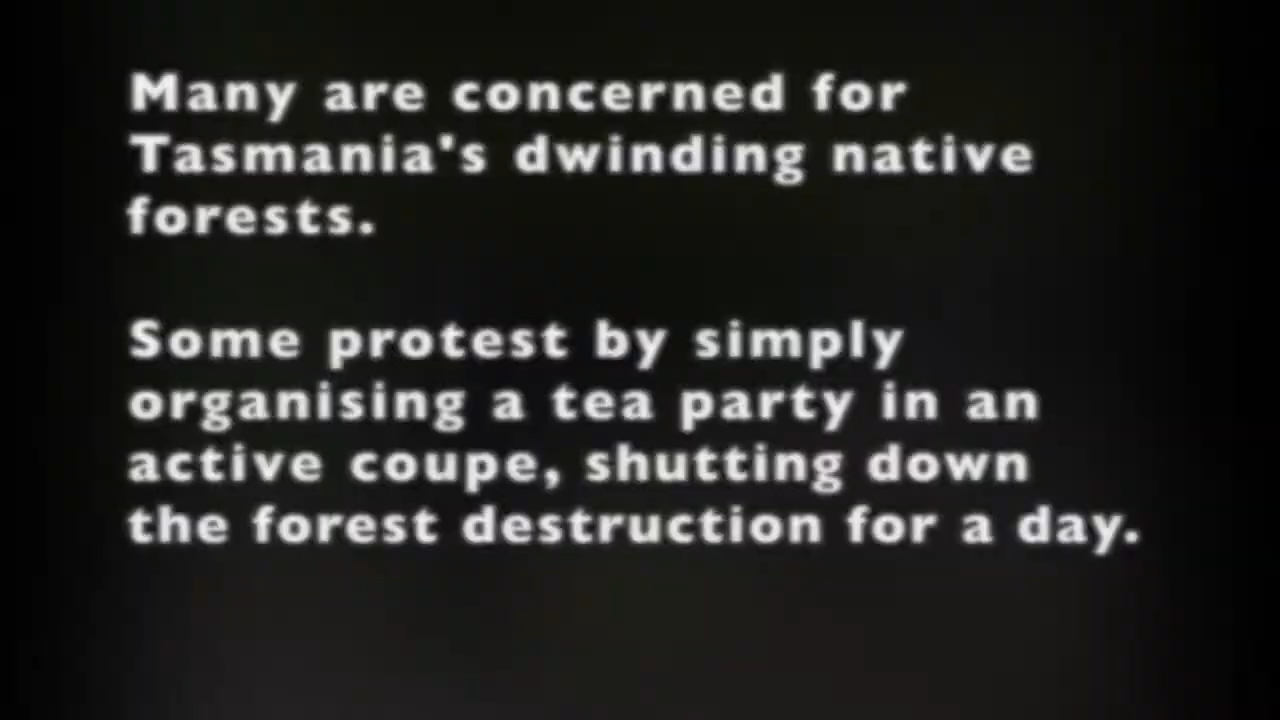 Many are concerned for
Tasmania's dwinding native
forests.
Some protest by simply
organising a tea party in an
active coupe, shutting down
the forest destruction for a day.